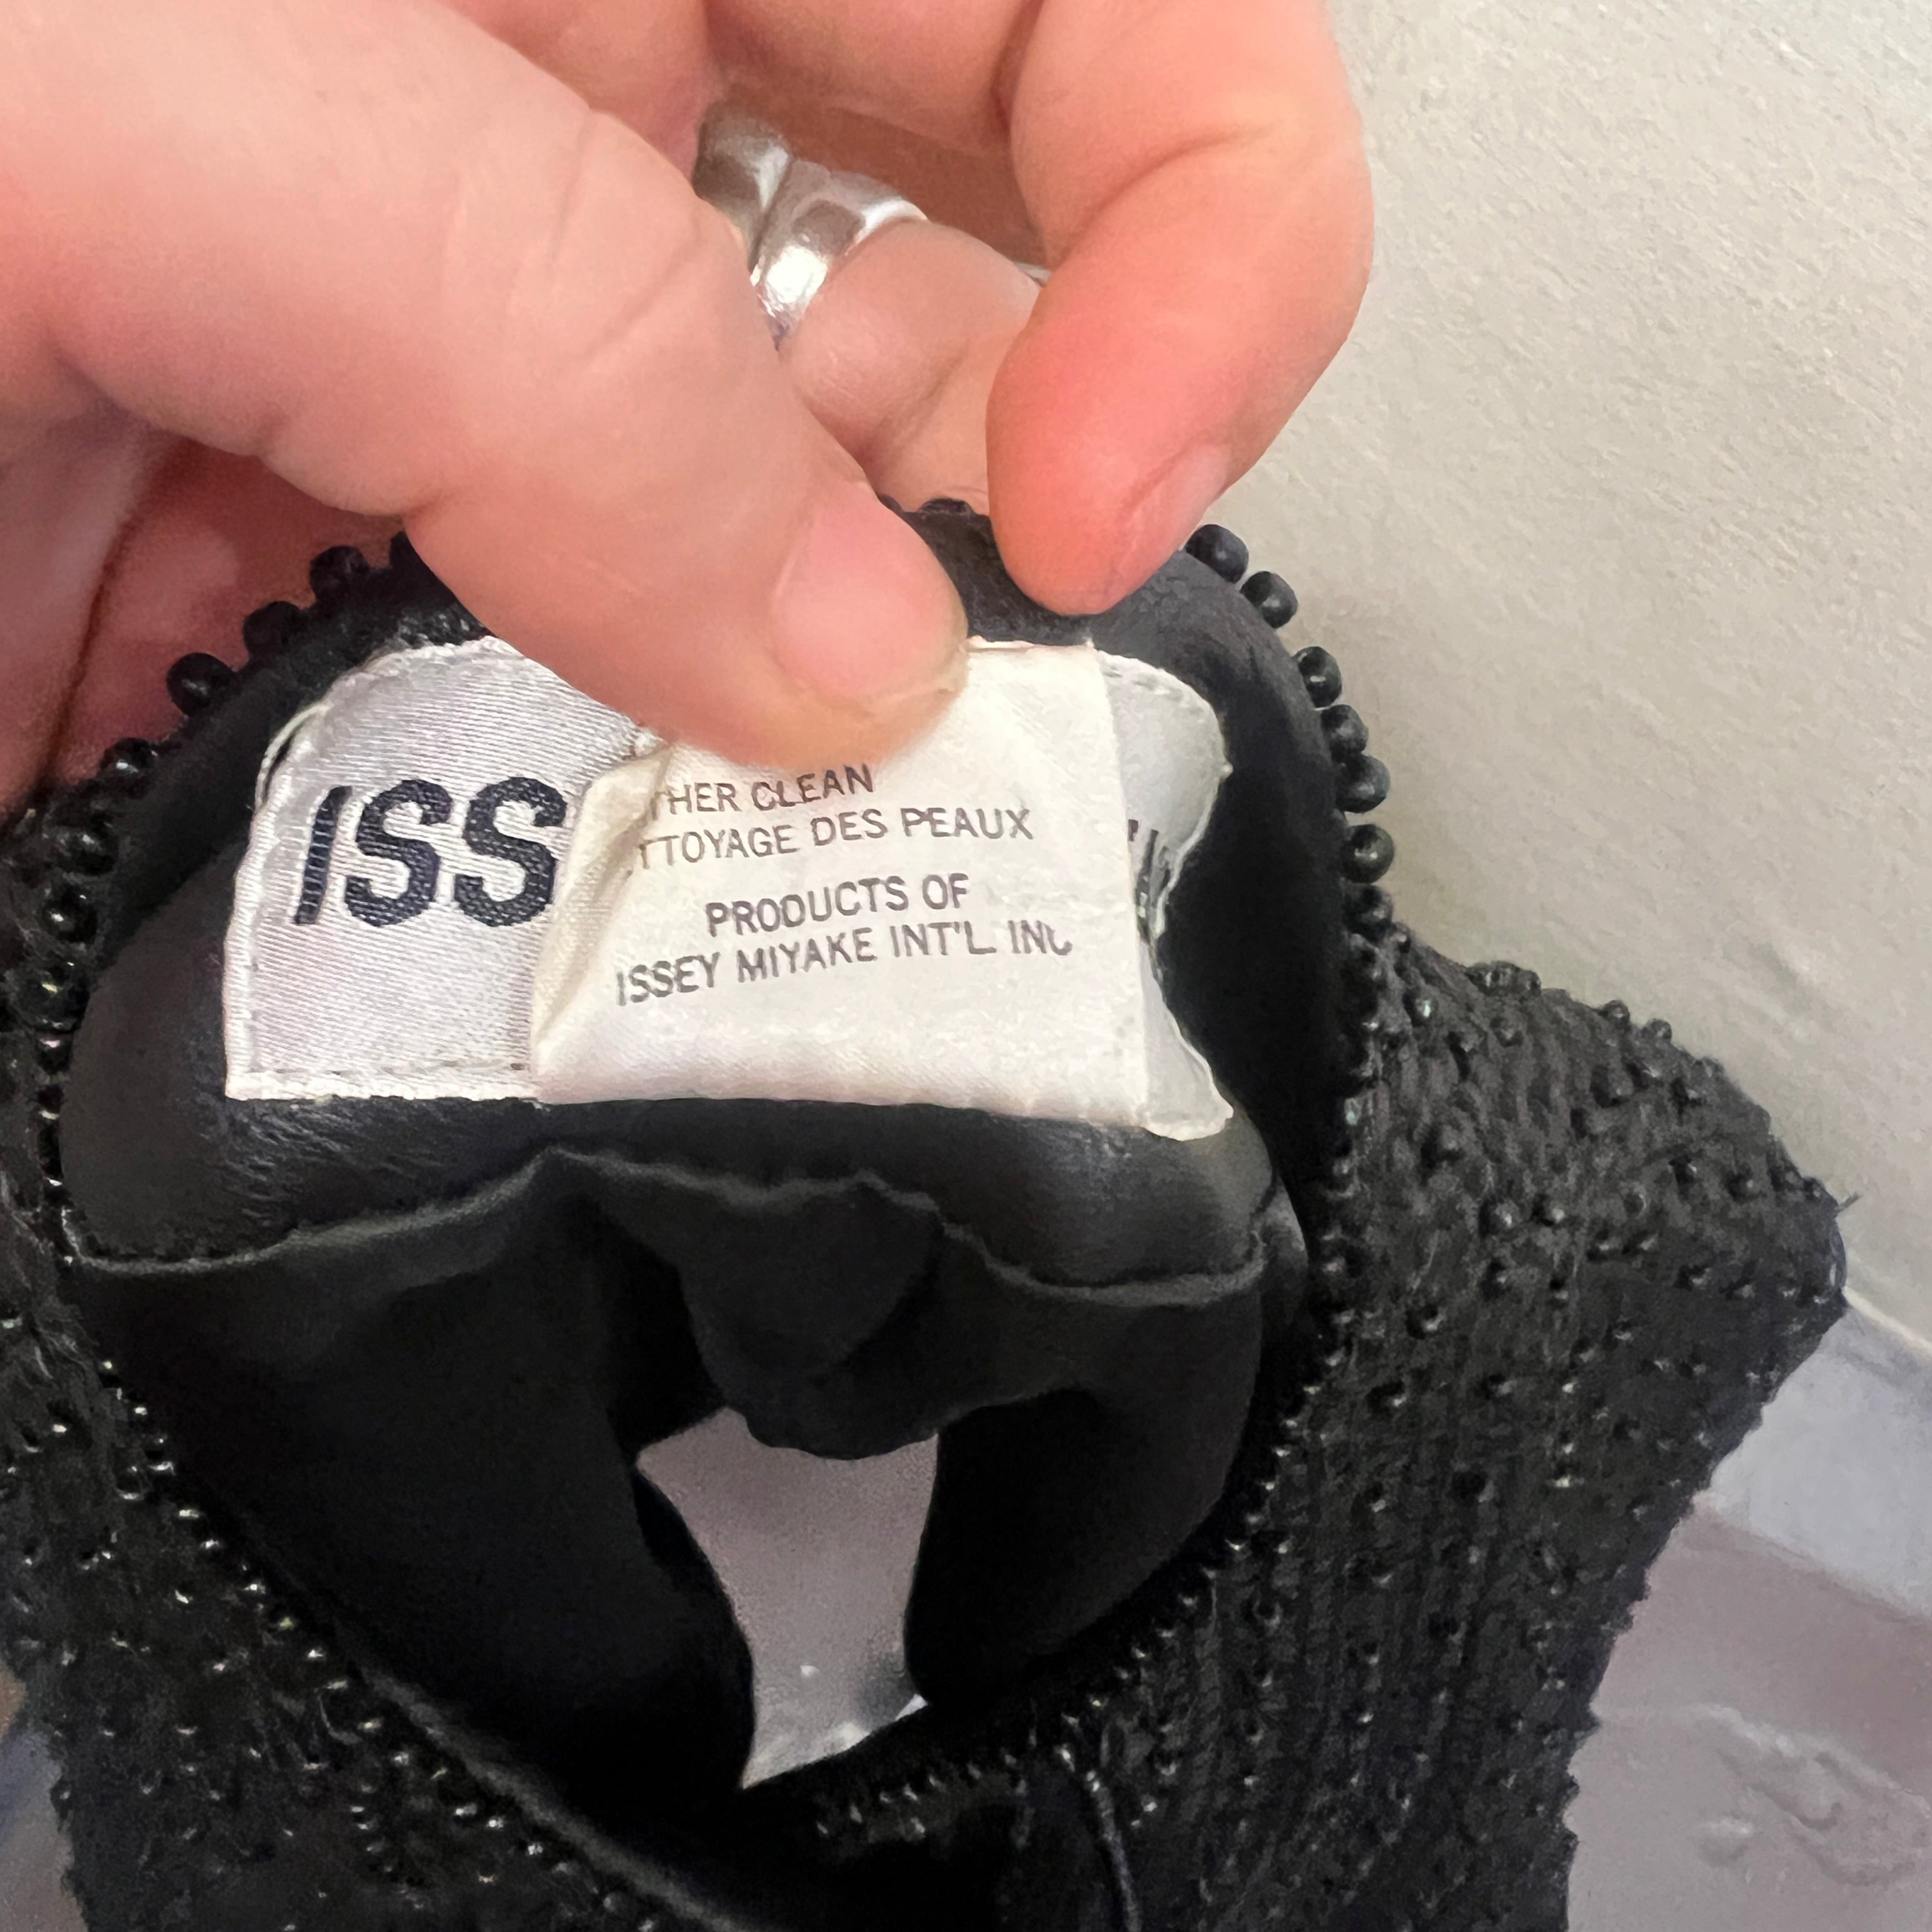 ISS
THER CLEAN
TTOYAGE DES PEAUX
PRODUCTS OF
ISSEY MIYAKE INT'L. INC